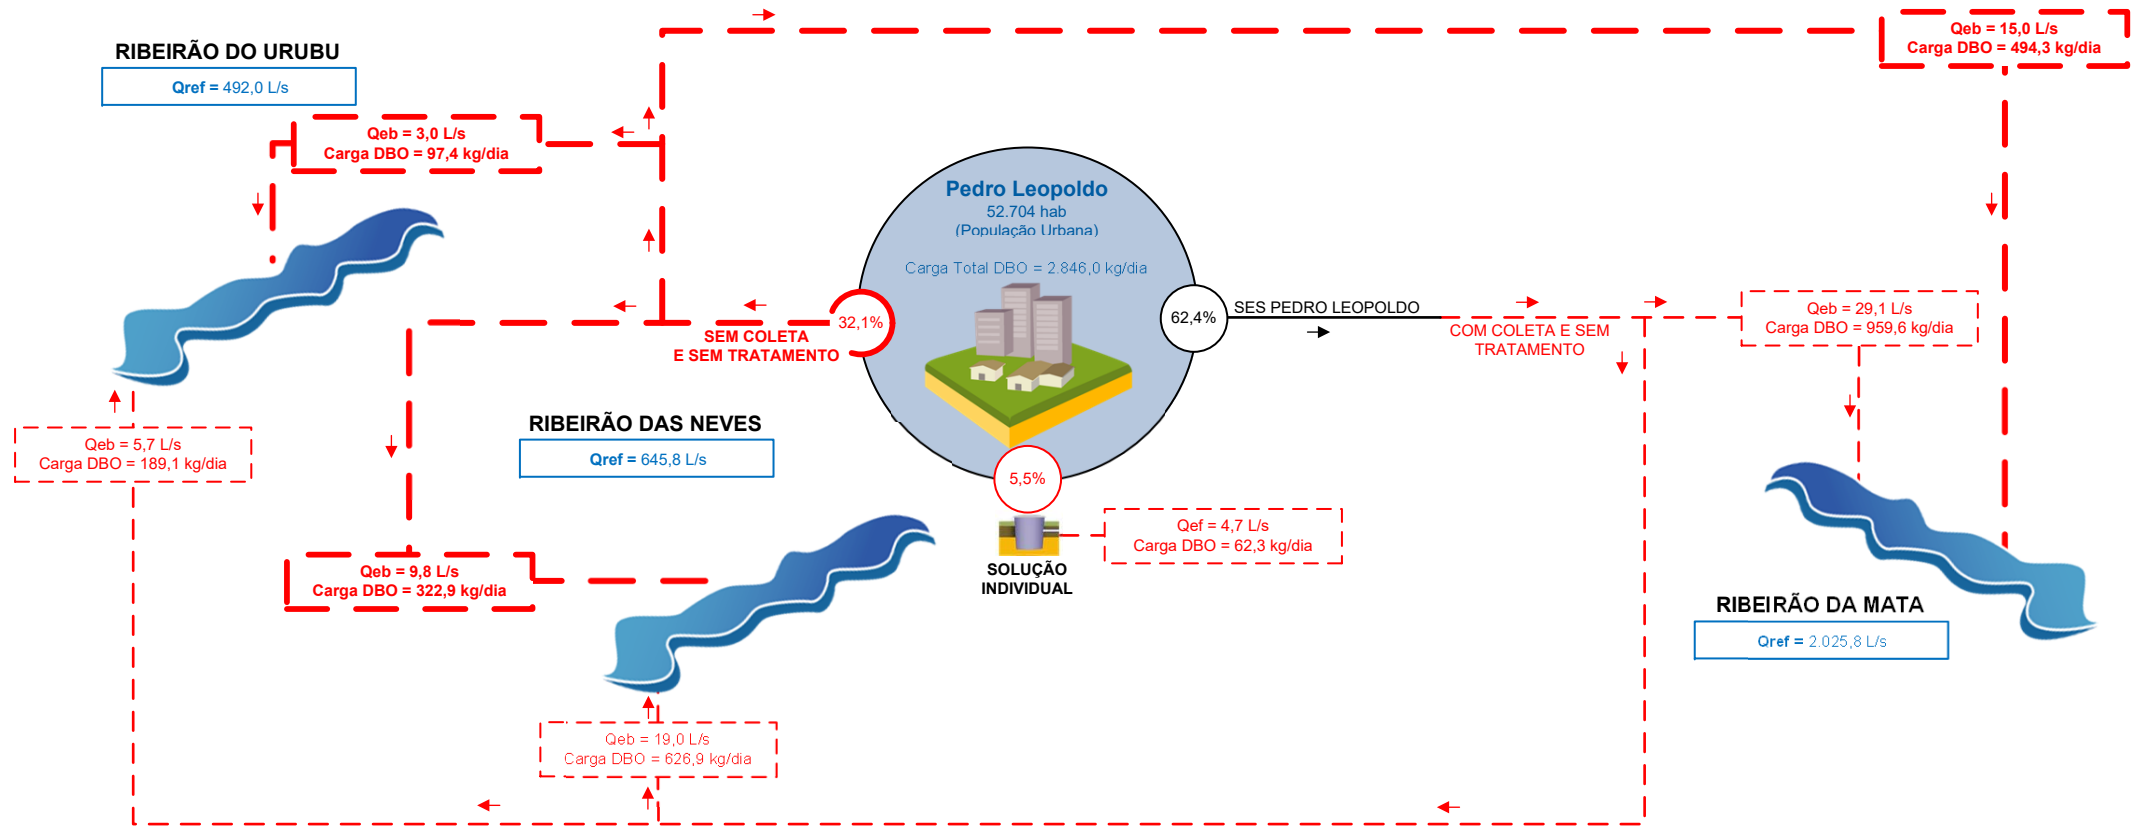 Qeb = 15,0 L/s
Carga DBO = 494,3 kg/dia
RIBEIRÃO DO URUBU
Qref = 492,0 L/s
Qeb = 3,0 L/s
Carga DBO = 97,4 kg/dia
Pedro Leopoldo
52.704 hab
(População Urbana)
Carga Total DBO = 2.846,0 kg/dia
32,1%
SEM COLETA
E SEM TRATAMENTO
62,4%
SES PEDRO LEOPOLDO
COM COLETA E SEM
TRATAMENTO
Qeb = 29,1 L/s
Carga DBO = 959,6 kg/dia
Qeb = 5,7 L/s
Carga DBO = 189,1 kg/dia
RIBEIRÃO DAS NEVES
Qref = 645,8 L/s
5,5%
Qef = 4,7 L/s
Carga DBO = 62,3 kg/dia
SOLUÇÃO
INDIVIDUAL
Qeb = 9,8 L/s
Carga DBO = 322,9 kg/dia
RIBEIRÃO DA MATA
Qref = 2.025,8 L/s
Qeb = 19,0 L/s
Carga DBO = 626,9 kg/dia